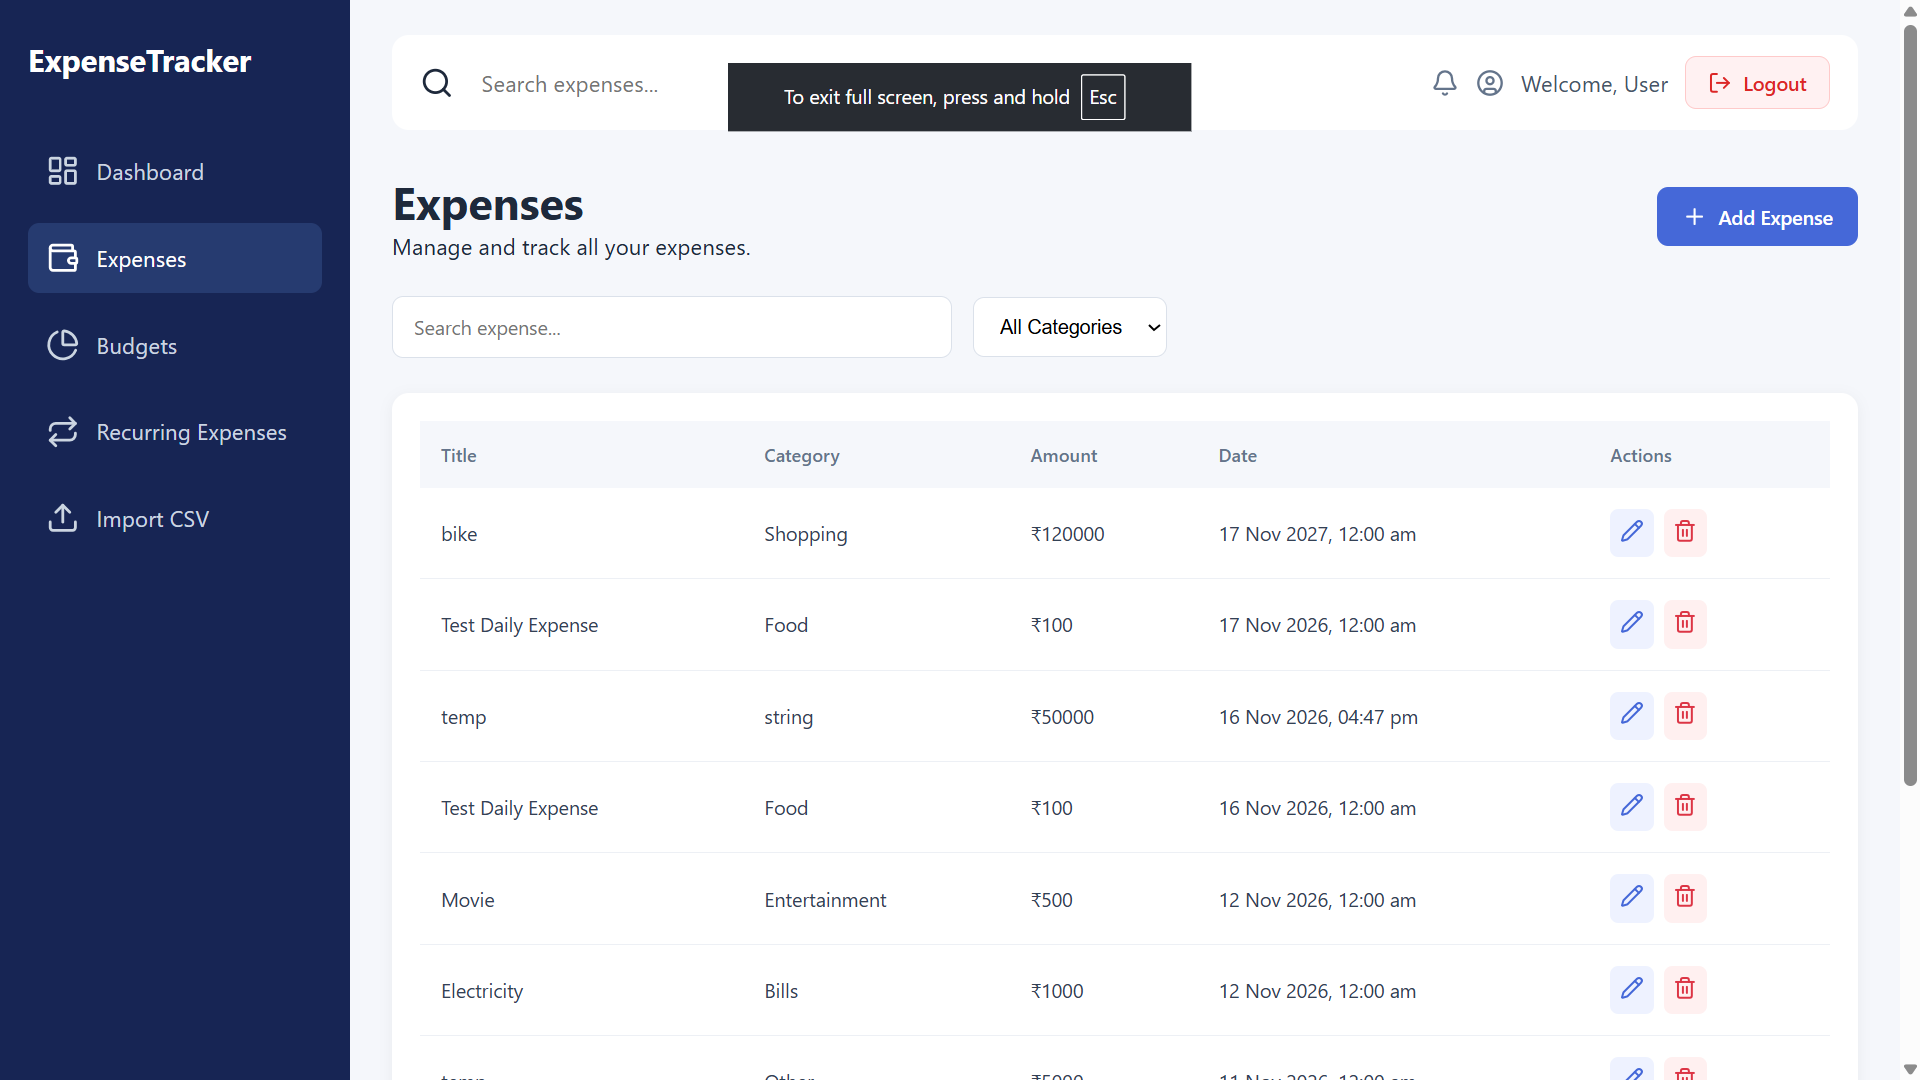 ExpenseTracker
Dashboard
Expenses
Budgets
Recurring Expenses
Import CSV
Search expenses...
To exit full screen, press and hold Esc
Welcome, User
Logout
Expenses
Manage and track all your expenses.
Add Expense
Search expense...
All Categories
Title Category Amount Date Actions
bike Shopping ₹120000 17 Nov 2027, 12:00 am
Test Daily Expense Food ₹100 17 Nov 2026, 12:00 am
temp string ₹50000 16 Nov 2026, 04:47 pm
Test Daily Expense Food ₹100 16 Nov 2026, 12:00 am
Movie Entertainment ₹500 12 Nov 2026, 12:00 am
Electricity Bills ₹1000 12 Nov 2026, 12:00 am